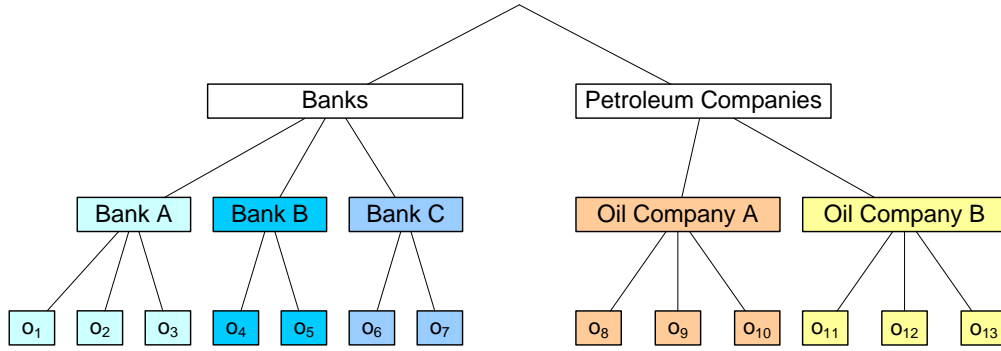 Banks Petroleum Companies
Bank A Bank B Bank C Oil Company A Oil Company B
o₁ o₂ o₃ o₄ o₅ o₆ o₇ o₈ o₉ o₁₀ o₁₁ o₁₂ o₁₃